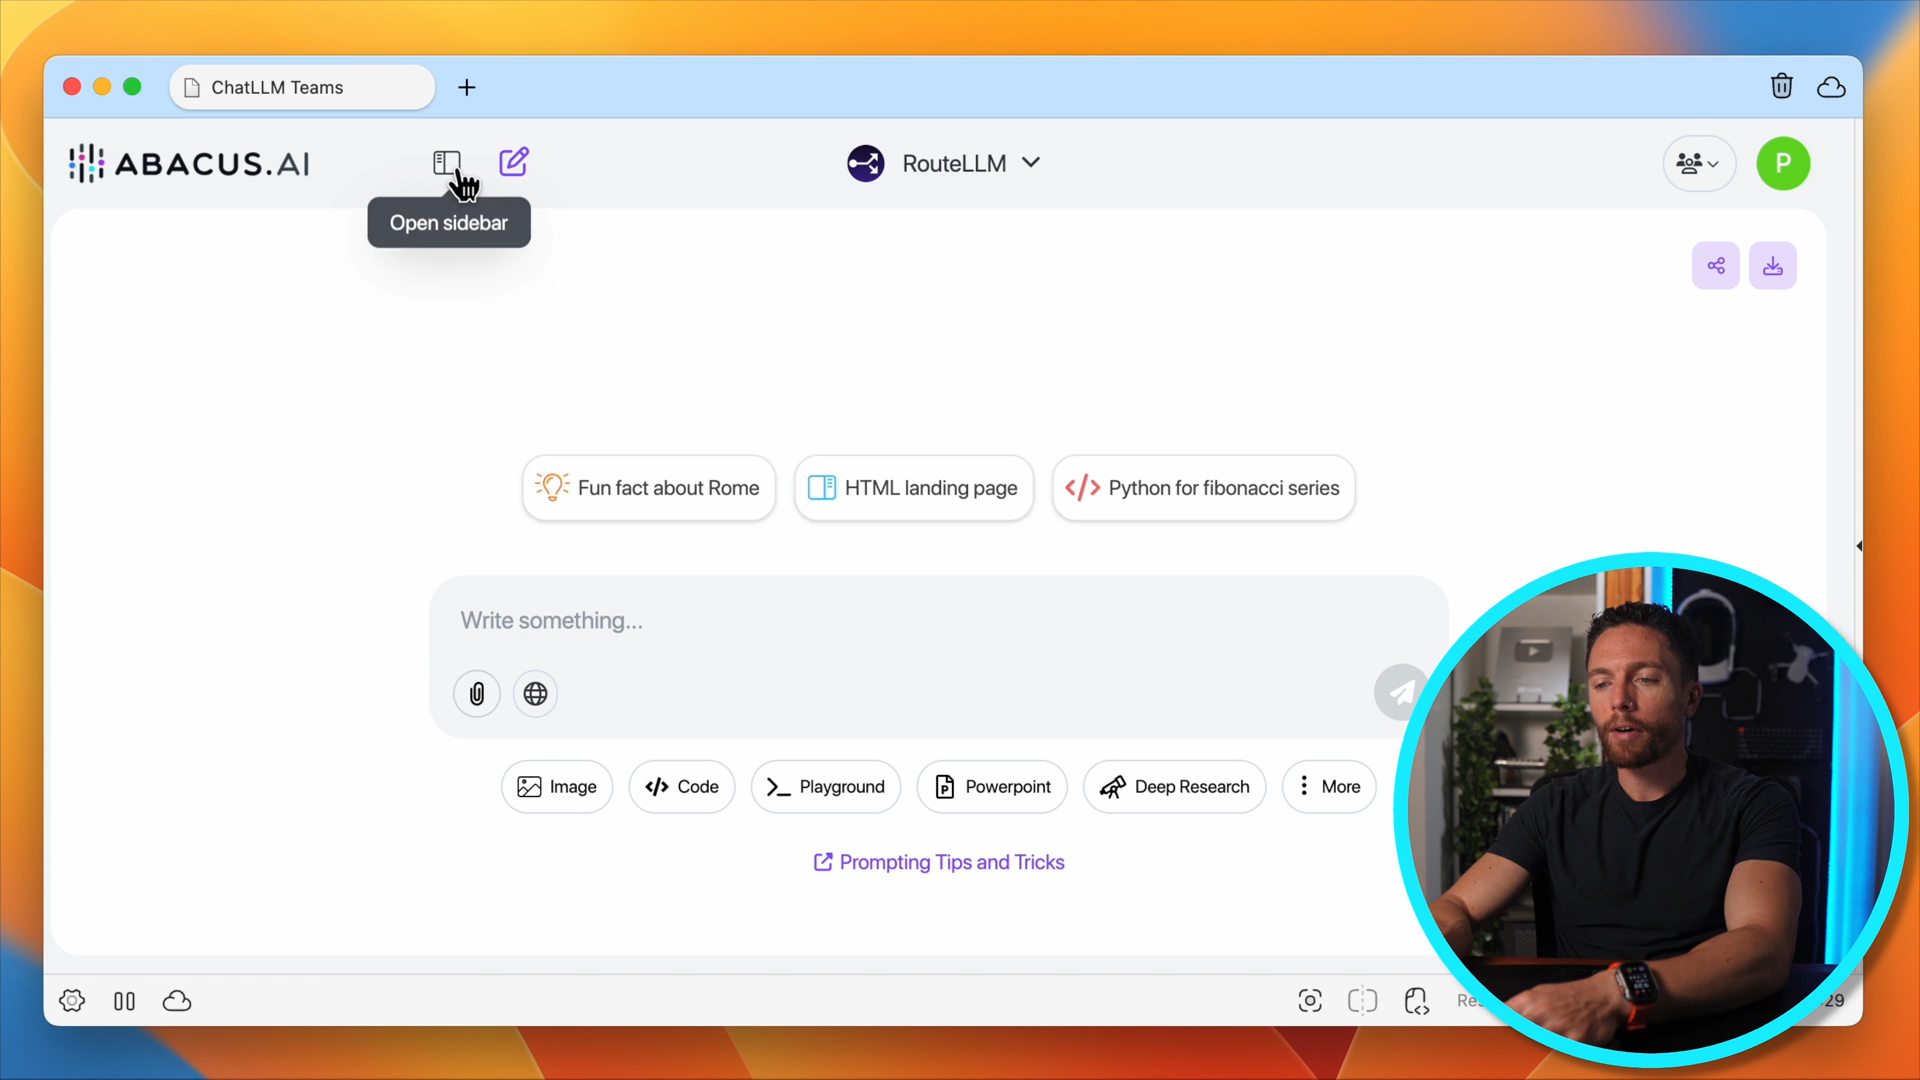 ChatLLM Teams
ABACUS.AI
RouteLLM
P
Open sidebar
Fun fact about Rome
HTML landing page
Python for fibonacci series
Write something...
Image
Code
Playground
Powerpoint
Deep Research
More
Prompting Tips and Tricks
29